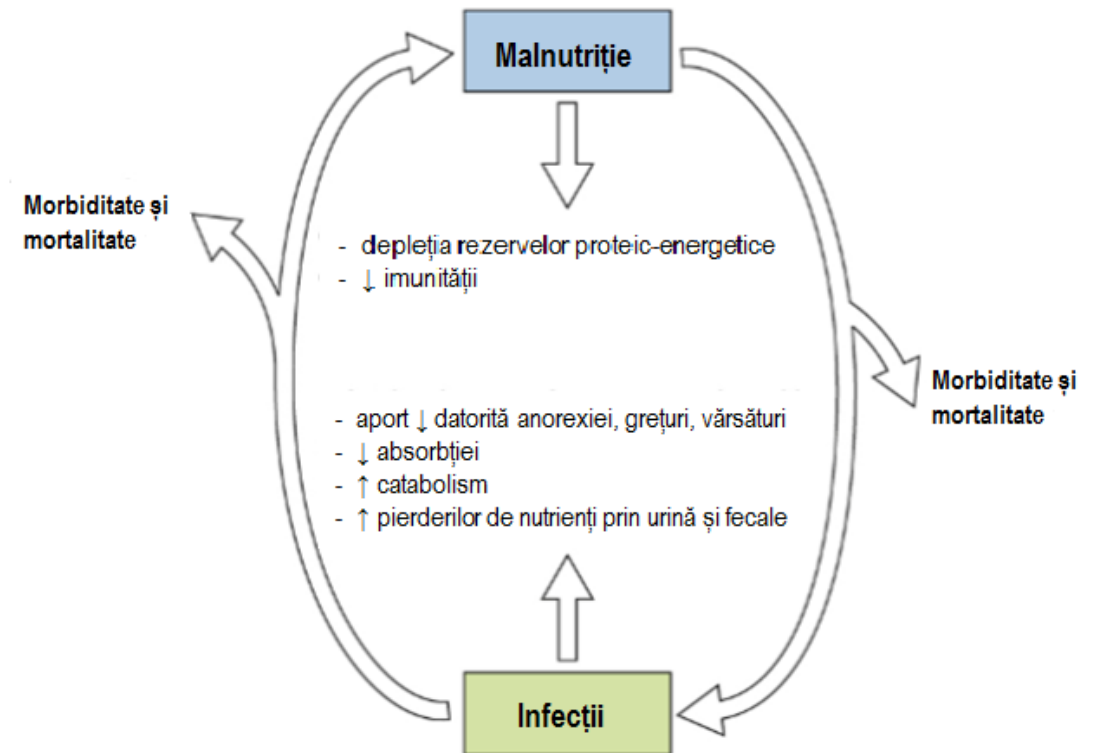 Malnutriție
Morbiditate și
mortalitate
- depleția rezervelor proteic-energetice
- ↓ imunității
Morbiditate și
mortalitate
- aport ↓ datorită anorexiei, grețuri, vărsături
- ↓ absorbției
- ↑ catabolism
- ↑ pierderilor de nutrienți prin urină și fecale
Infecții